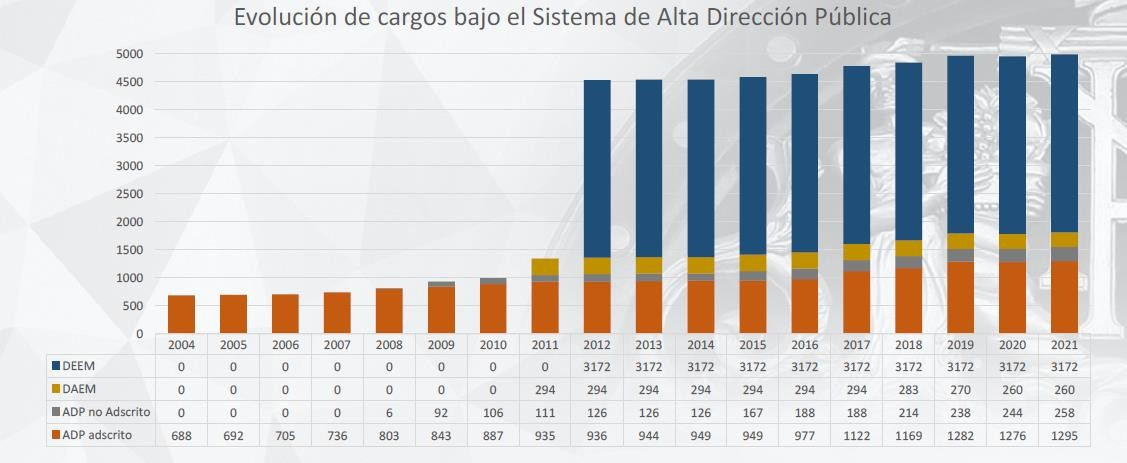 Evolución de cargos bajo el Sistema de Alta Dirección Pública
5000
4500
4000
3500
3000
2500
2000
1500
1000
500
0
2004 2005 2006 2007 2008 2009 2010 2011 2012 2013 2014 2015 2016 2017 2018 2019 2020 2021
DEEM 0 0 0 0 0 0 0 0 3172 3172 3172 3172 3172 3172 3172 3172 3172 3172
DAEM 0 0 0 0 0 0 0 294 294 294 294 294 294 294 283 270 260 260
ADP no Adscrito 0 0 0 0 6 92 106 111 126 126 126 167 188 188 214 238 244 258
ADP adscrito 688 692 705 736 803 843 887 935 936 944 949 949 977 1122 1169 1282 1276 1295